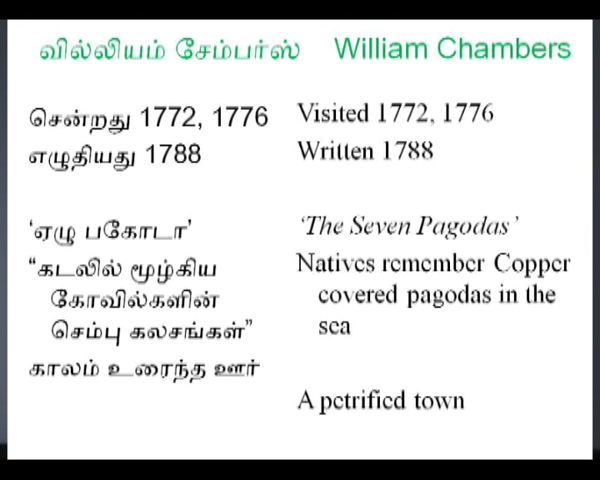 வில்லியம் சேம்பர்ஸ் William Chambers
சென்றது 1772, 1776
எழுதியது 1788
‘ஏழு பகோடா’
“கடலில் மூழ்கிய
கோவில்களின்
செம்பு கலசங்கள்”
காலம் உரைந்த ஊர்
Visited 1772, 1776
Written 1788
‘The Seven Pagodas’
Natives remember Copper
covered pagodas in the
sea
A petrified town